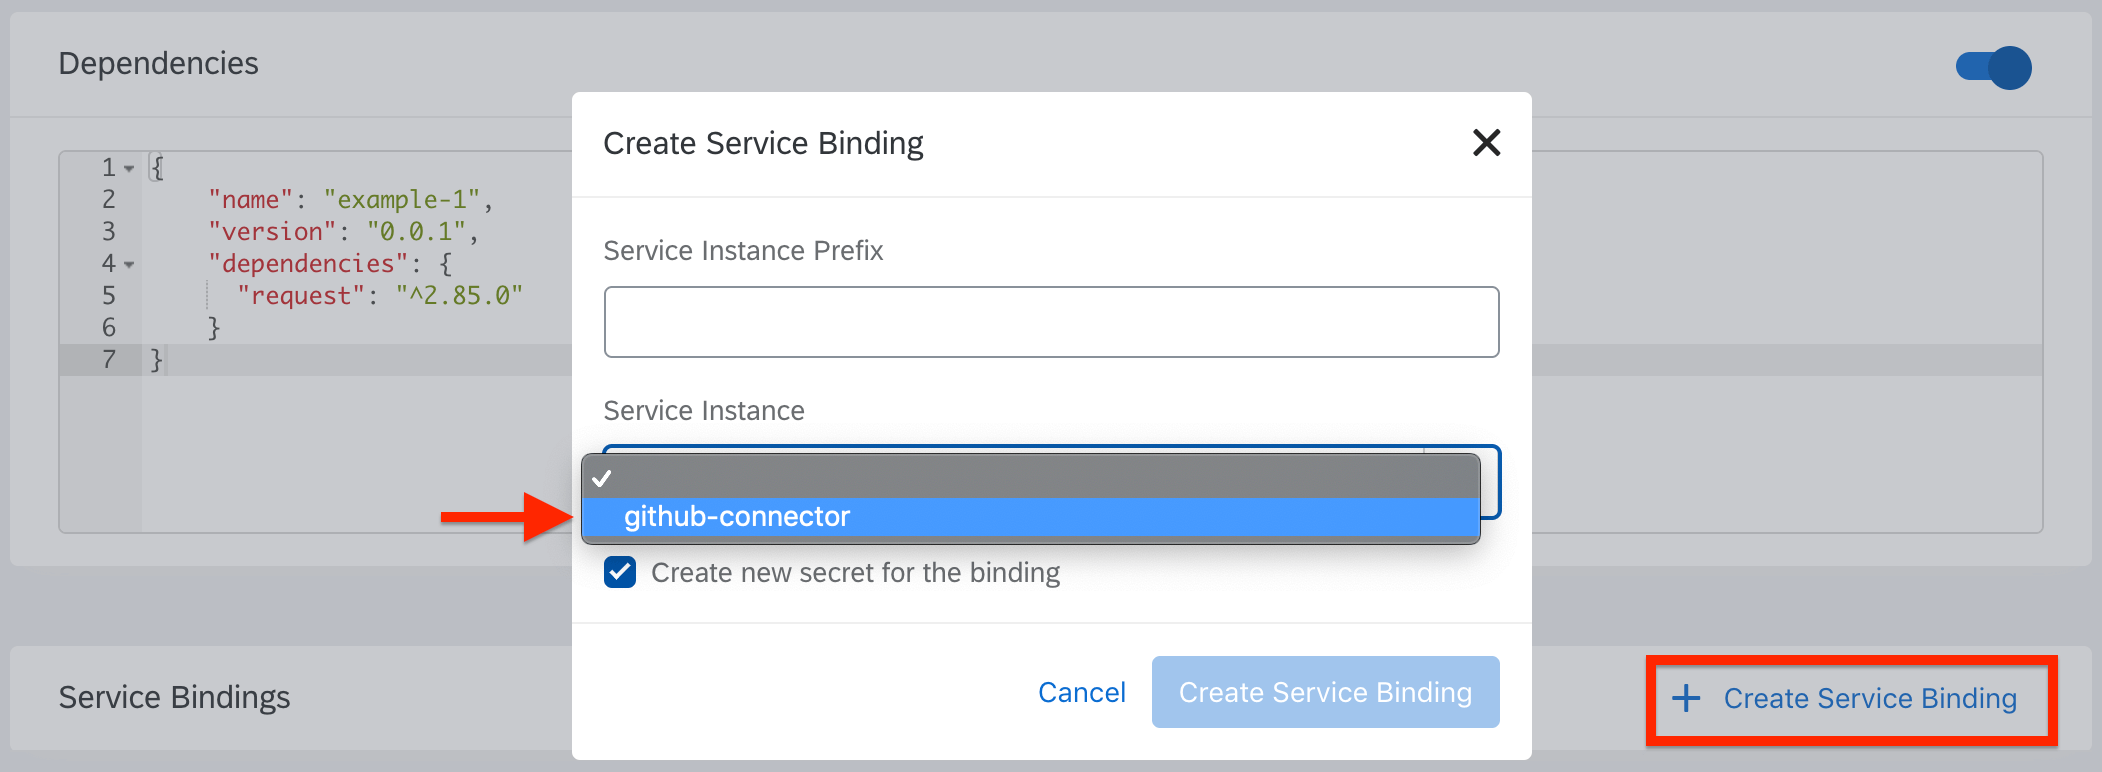 Dependencies
1 {
2 "name": "example-1",
3 "version": "0.0.1",
4 "dependencies": {
5 "request": "^2.85.0"
6 }
7 }
Create Service Binding
Service Instance Prefix
Service Instance
github-connector
Create new secret for the binding
Cancel
Create Service Binding
Service Bindings
Create Service Binding